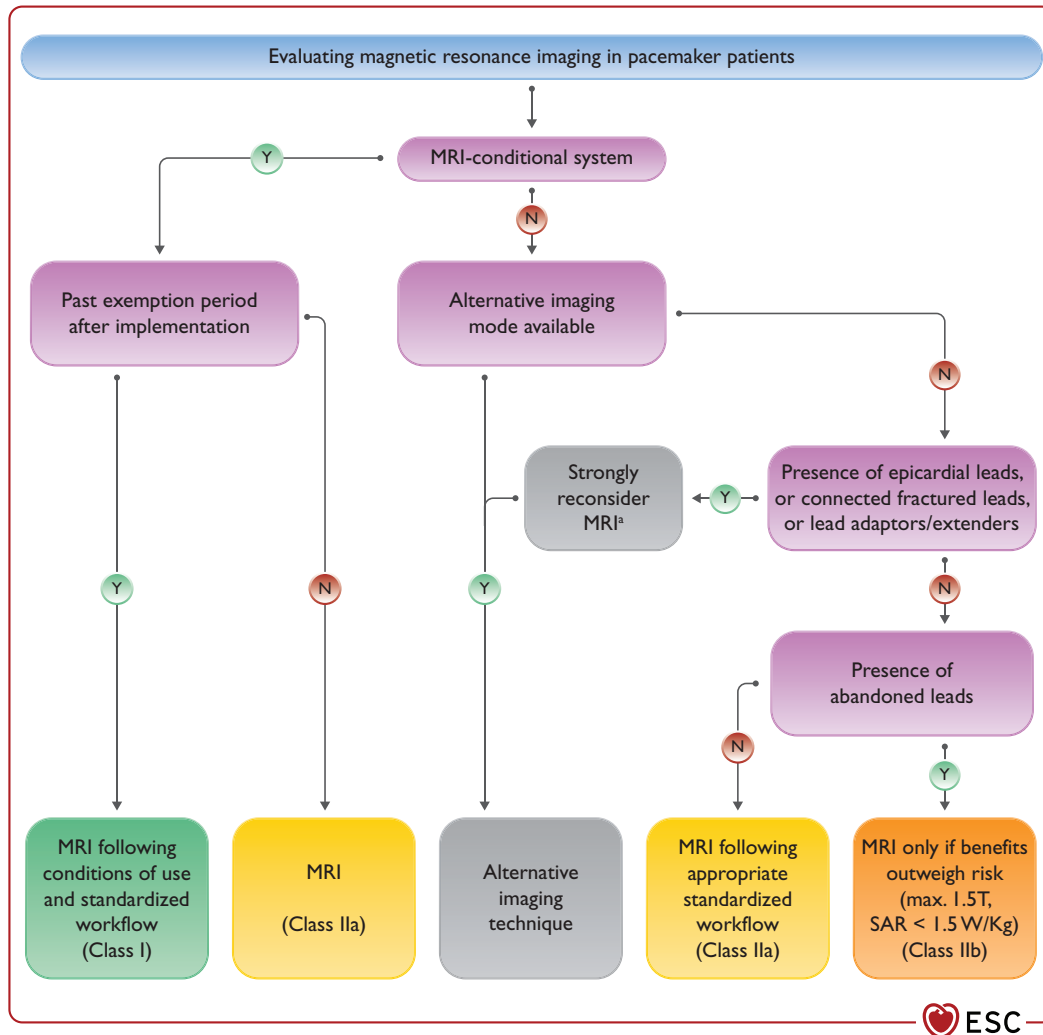 Evaluating magnetic resonance imaging in pacemaker patients
Y
MRI-conditional system
N
Past exemption period
after implementation
Alternative imaging
mode available
N
Strongly
reconsider
MRIa
Y
Presence of epicardial leads,
or connected fractured leads,
or lead adaptors/extenders
Y
N
Y
N
Presence of
abandoned leads
N
Y
MRI following
conditions of use
and standardized
workflow
(Class I)
MRI
(Class IIa)
Alternative
imaging
technique
MRI following
appropriate
standardized
workflow
(Class IIa)
MRI only if benefits
outweigh risk
(max. 1.5T,
SAR < 1.5 W/Kg)
(Class IIb)
ESC